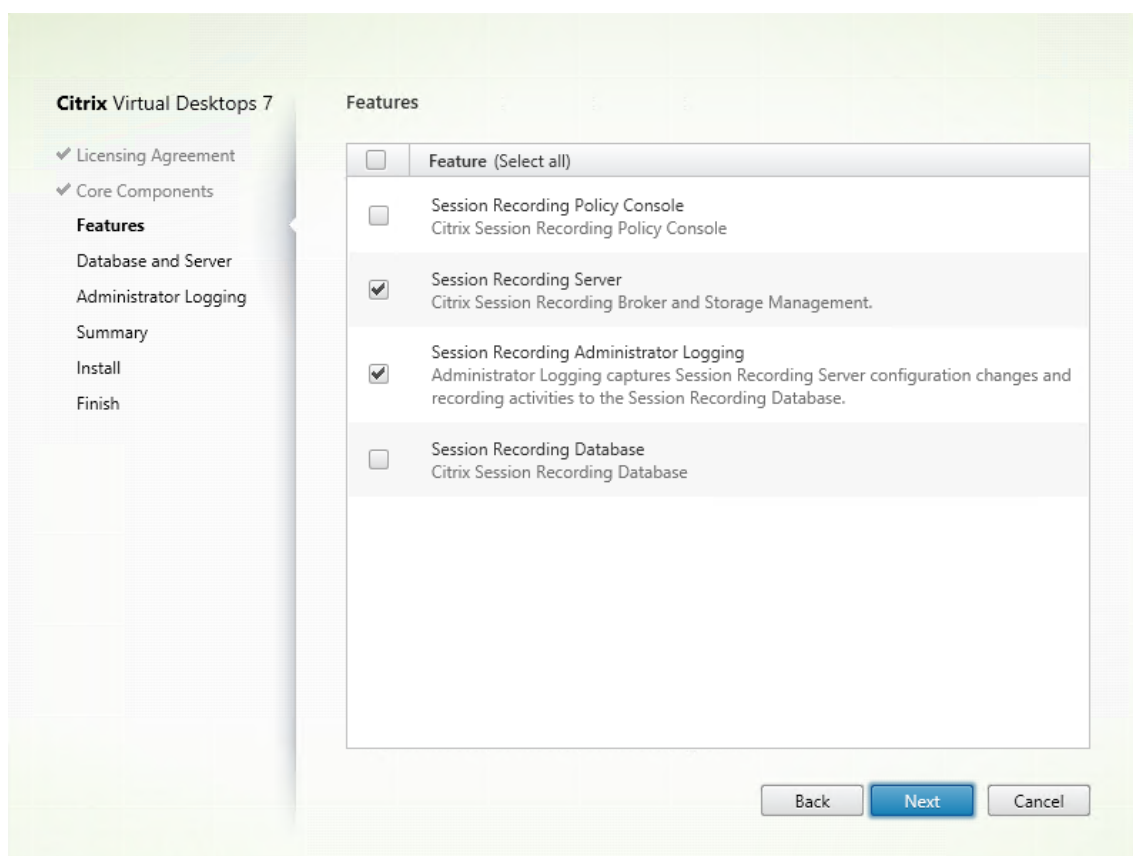 Citrix Virtual Desktops 7
Licensing Agreement
Core Components
Features
Database and Server
Administrator Logging
Summary
Install
Finish
Features
Feature (Select all)
Session Recording Policy Console
Citrix Session Recording Policy Console
Session Recording Server
Citrix Session Recording Broker and Storage Management.
Session Recording Administrator Logging
Administrator Logging captures Session Recording Server configuration changes and
recording activities to the Session Recording Database.
Session Recording Database
Citrix Session Recording Database
Back
Next
Cancel